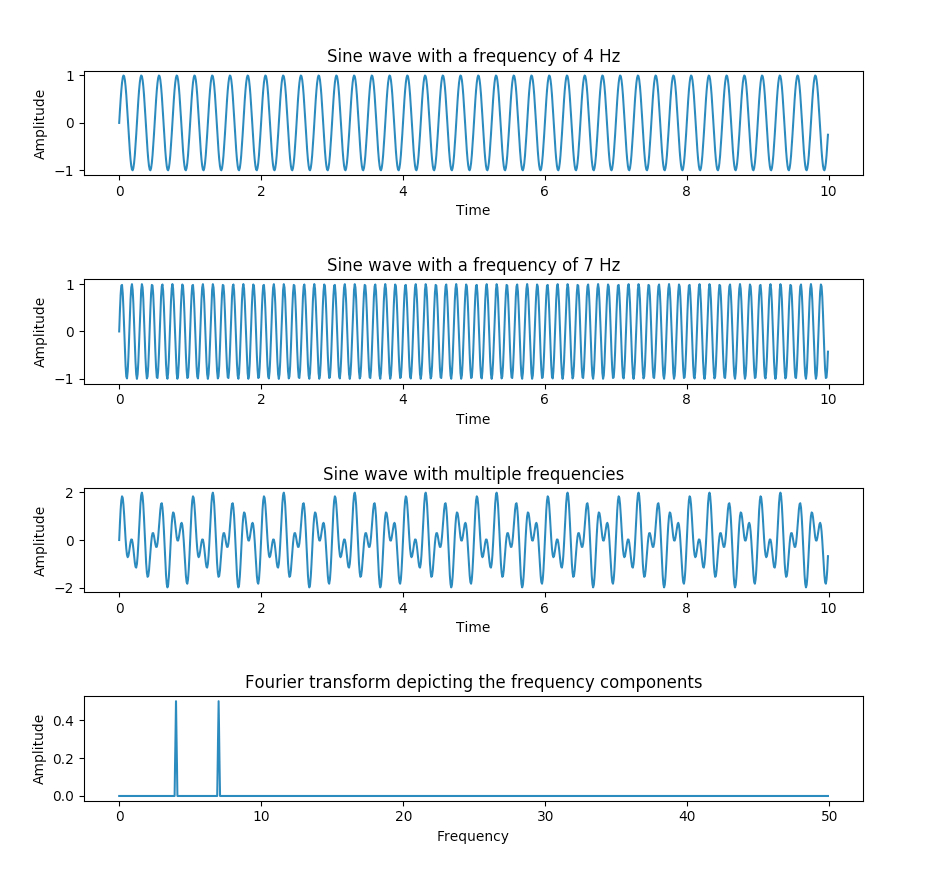 Sine wave with a frequency of 4 Hz
1
0
−1
Amplitude
0 2 4 6 8 10
Time
Sine wave with a frequency of 7 Hz
1
0
−1
Amplitude
0 2 4 6 8 10
Time
Sine wave with multiple frequencies
2
0
−2
Amplitude
0 2 4 6 8 10
Time
Fourier transform depicting the frequency components
0.4
0.2
0.0
Amplitude
0 10 20 30 40 50
Frequency